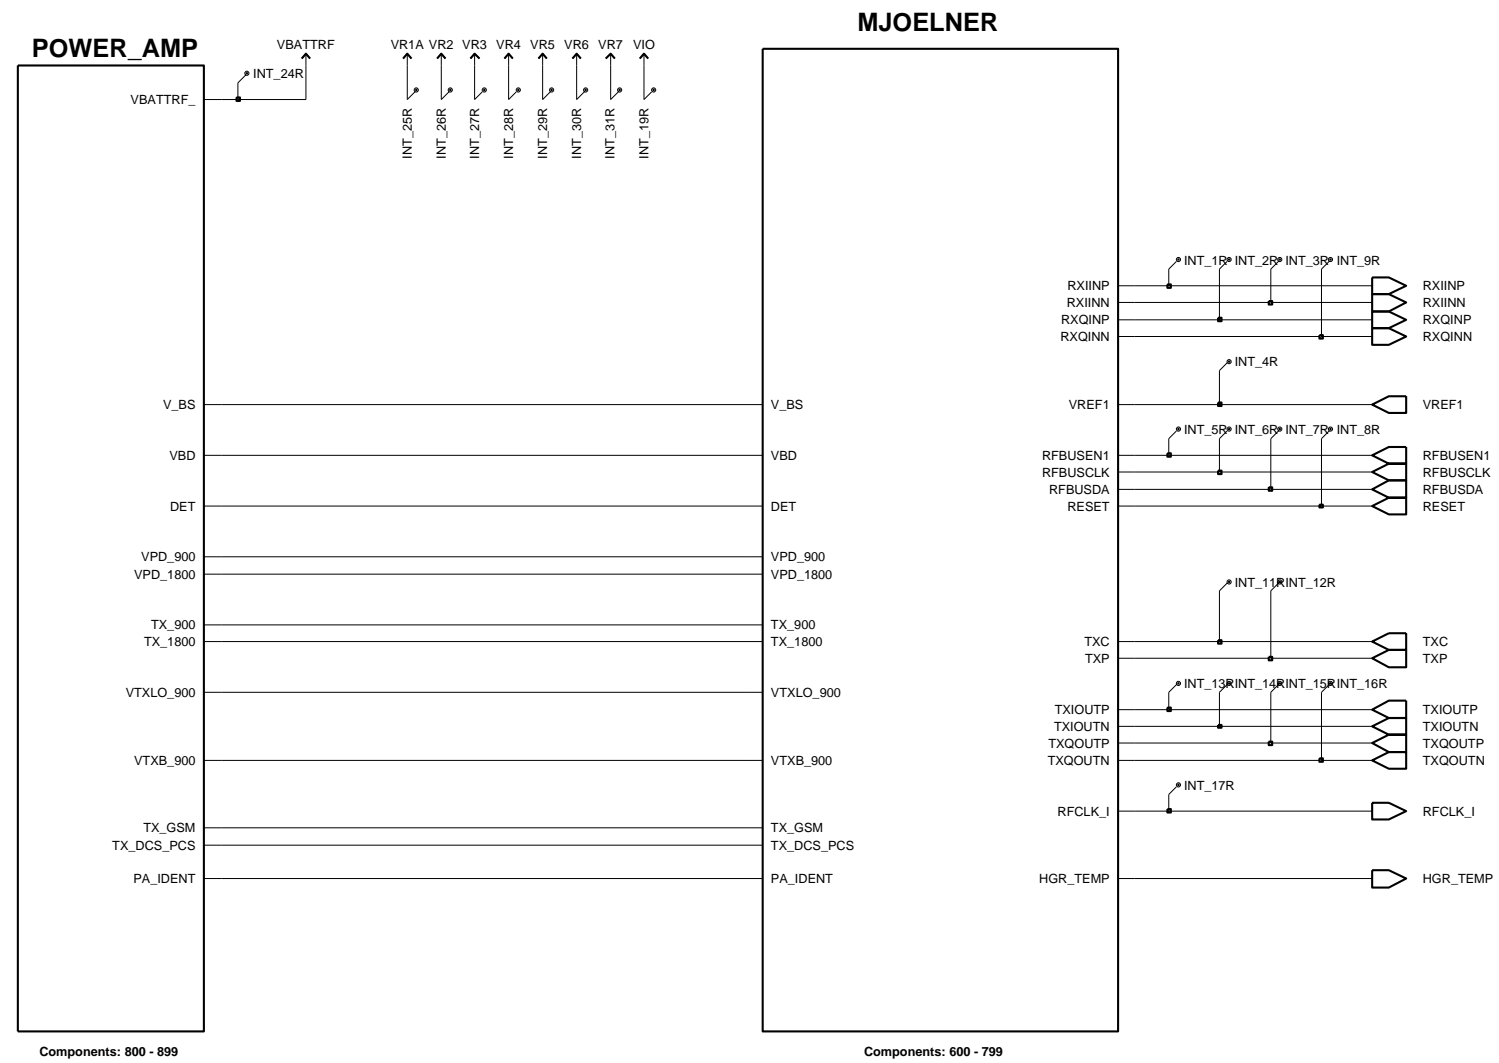 MJOELNER
POWER_AMP
VBATTRF
VR1A VR2 VR3 VR4 VR5 VR6 VR7 VIO
INT_24R
VBATTRF_
INT_25R
INT_26R
INT_27R
INT_28R
INT_29R
INT_30R
INT_31R
INT_19R
INT_1R INT_2R INT_3R INT_9R
RXIINP RXIINP
RXIINN RXIINN
RXQINP RXQINP
RXQINN RXQINN
INT_4R
V_BS V_BS VREF1 VREF1
INT_5R INT_6R INT_7R INT_8R
VBD VBD RFBUSEN1 RFBUSEN1
RFBUSCLK RFBUSCLK
RFBUSDA RFBUSDA
DET DET RESET RESET
VPD_900 VPD_900
VPD_1800 VPD_1800
INT_11R INT_12R
TX_900 TX_900
TX_1800 TX_1800 TXC TXC
TXP TXP
INT_13R INT_14R INT_15R INT_16R
VTXLO_900 VTXLO_900
TXIOUTP TXIOUTP
TXIOUTN TXIOUTN
TXQOUTP TXQOUTP
VTXB_900 VTXB_900 TXQOUTN TXQOUTN
INT_17R
RFCLK_I RFCLK_I
TX_GSM TX_GSM
TX_DCS_PCS TX_DCS_PCS
PA_IDENT PA_IDENT HGR_TEMP HGR_TEMP
Components: 800 - 899 Components: 600 - 799